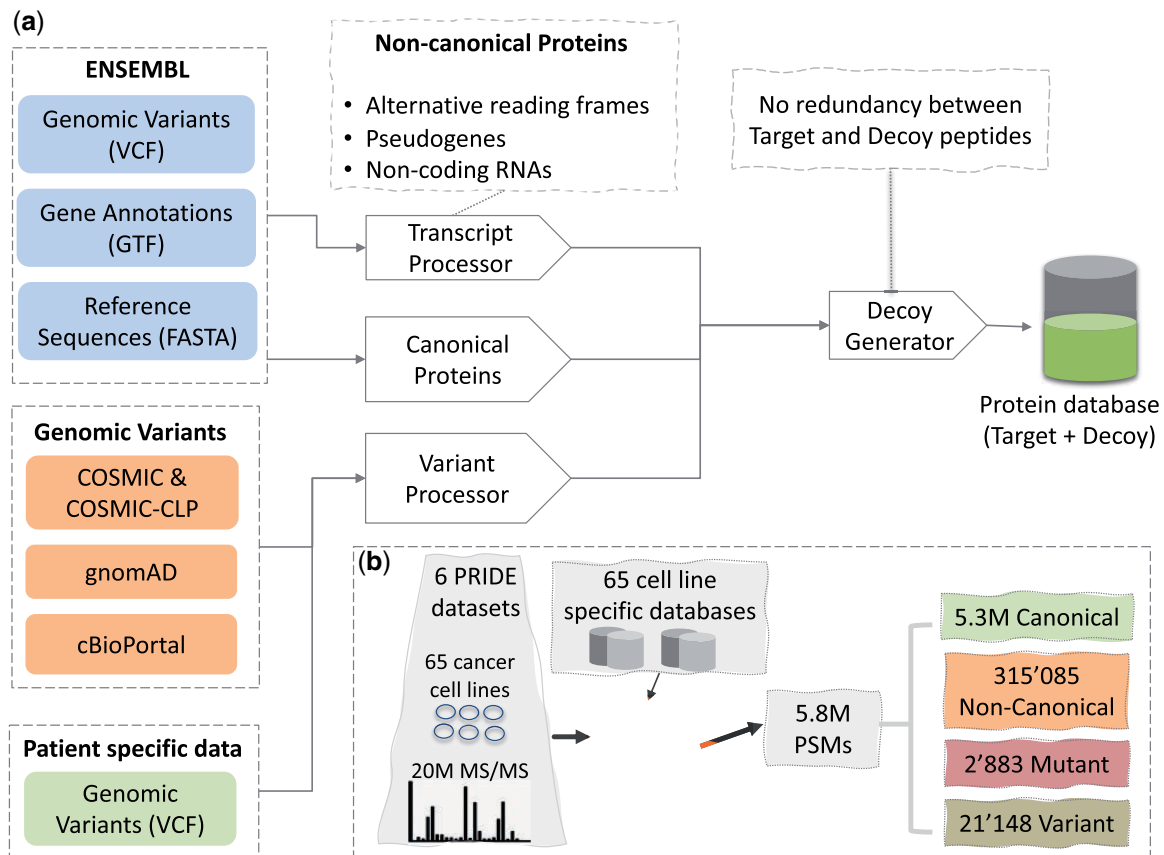 (a)
ENSEMBL
Genomic Variants
(VCF)
Gene Annotations
(GTF)
Reference
Sequences (FASTA)
Genomic Variants
COSMIC &
COSMIC-CLP
gnomAD
cBioPortal
Patient specific data
Genomic
Variants (VCF)
Non-canonical Proteins
• Alternative reading frames
• Pseudogenes
• Non-coding RNAs
Transcript
Processor
Canonical
Proteins
Variant
Processor
No redundancy between
Target and Decoy peptides
Decoy
Generator
Protein database
(Target + Decoy)
(b)
6 PRIDE
datasets
65 cancer
cell lines
20M MS/MS
65 cell line
specific databases
5.8M
PSMs
5.3M Canonical
315’085
Non-Canonical
2’883 Mutant
21’148 Variant